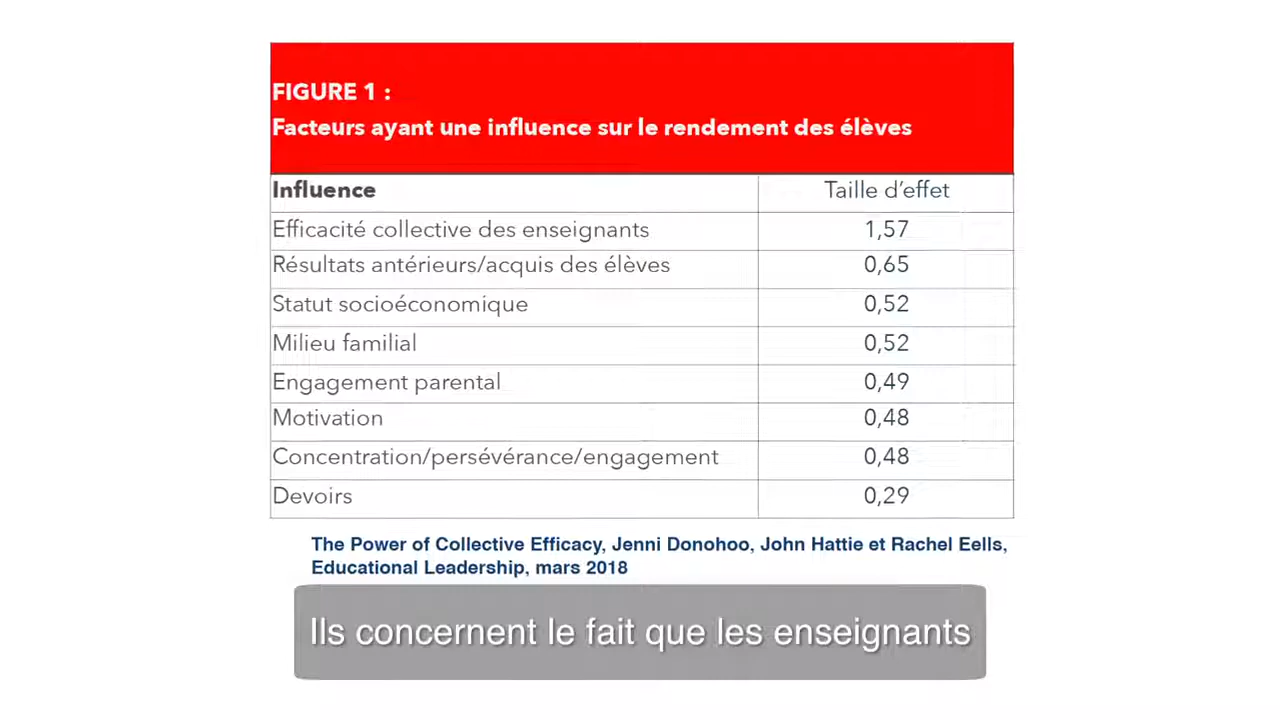 FIGURE 1 :
Facteurs ayant une influence sur le rendement des élèves
Influence Taille d’effet
Efficacité collective des enseignants 1,57
Résultats antérieurs/acquis des élèves 0,65
Statut socioéconomique 0,52
Milieu familial 0,52
Engagement parental 0,49
Motivation 0,48
Concentration/persévérance/engagement 0,48
Devoirs 0,29
The Power of Collective Efficacy, Jenni Donohoo, John Hattie et Rachel Eells,
Educational Leadership, mars 2018
Ils concernent le fait que les enseignants